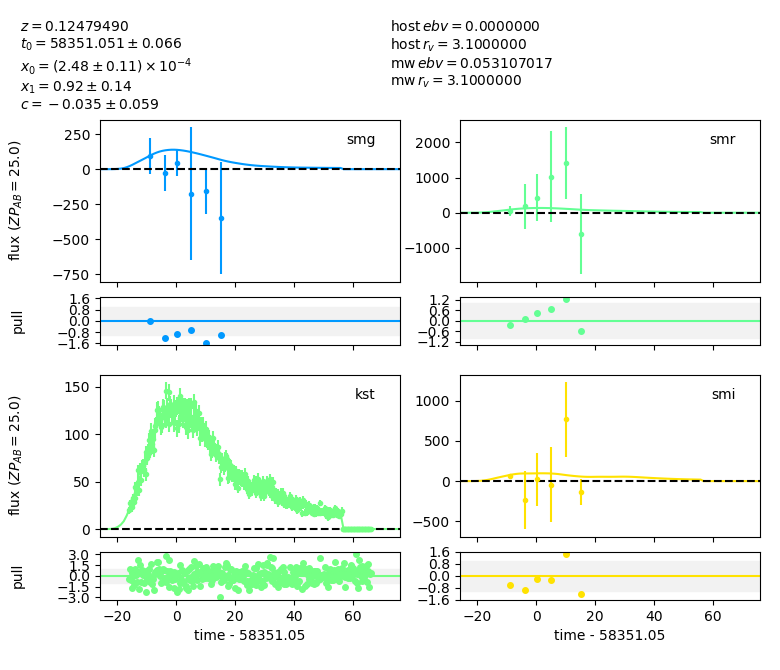 z = 0.12479490
t₀ = 58351.051 ± 0.066
x₀ = (2.48 ± 0.11) × 10⁻⁴
x₁ = 0.92 ± 0.14
c = −0.035 ± 0.059
host ebv = 0.0000000
host r_v = 3.1000000
mw ebv = 0.053107017
mw r_v = 3.1000000
smg
250
0
−250
−500
−750
flux (ZP_AB = 25.0)
smr
2000
1000
0
−1000
1.6
0.8
0.0
−0.8
−1.6
pull
1.2
0.6
0.0
−0.6
−1.2
kst
150
100
50
0
flux (ZP_AB = 25.0)
smi
1000
500
0
−500
3.0
1.5
0.0
−1.5
−3.0
pull
1.6
0.8
0.0
−0.8
−1.6
−20 0 20 40 60
time - 58351.05
−20 0 20 40 60
time - 58351.05